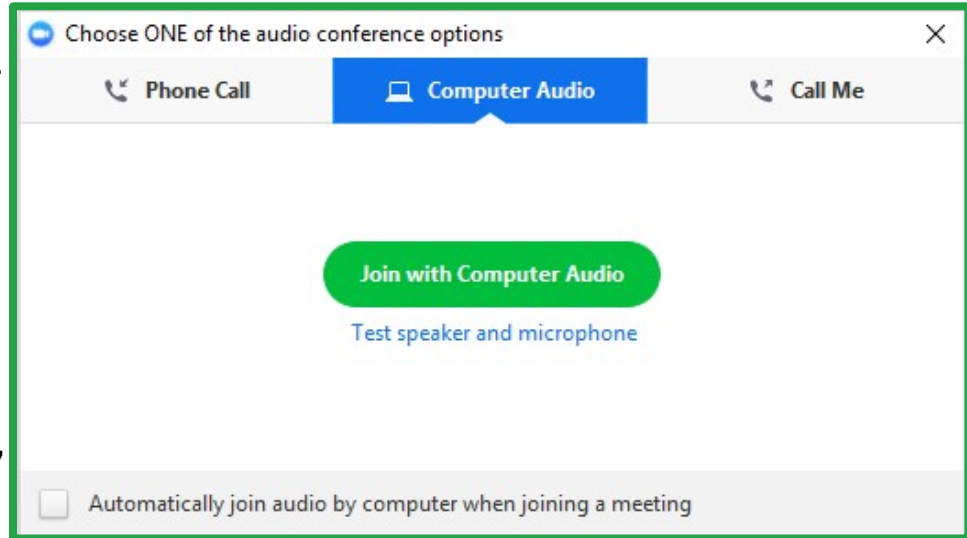 Choose ONE of the audio conference options
Phone Call Computer Audio Call Me
Join with Computer Audio
Test speaker and microphone
Automatically join audio by computer when joining a meeting